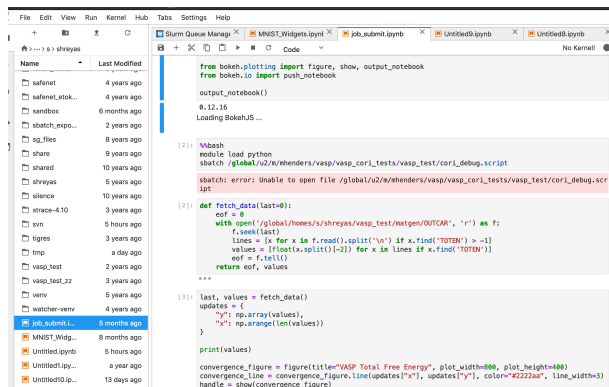 File Edit View Run Kernel Hub Tabs Settings Help
Slurm Queue Manage
MNIST_Widgets.ipynb
job_submit.ipynb
Untitled9.ipynb
Untitled8.ipynb
Code
No Kernel!
> ··· > s > shreyas
Name
Last Modified
4 years ago
safenet 4 years ago
safenet_etok... 4 years ago
sandbox 6 months ago
sbatch_expo... 2 years ago
sg_files 8 years ago
share 9 years ago
shared 10 years ago
shreyas 5 years ago
silence 10 years ago
strace-4.10 3 years ago
svn 5 hours ago
tigres 3 years ago
tmp a day ago
vasp_test 2 years ago
vasp_test_zz 3 years ago
venv 5 years ago
watcher-venv 4 years ago
job_submit.i... 5 months ago
MNIST_Widg... 8 months ago
Untitled.ipynb 5 hours ago
Untitled1.ipy... a year ago
Untitled10.ip... 13 days ago
from bokeh.plotting import figure, show, output_notebook
from bokeh.io import push_notebook
output_notebook()
0.12.16
Loading BokehJS ...
[2]: %%bash
module load python
sbatch /global/u2/m/mhenders/vasp/vasp_cori_tests/vasp_test/cori_debug.script
sbatch: error: Unable to open file /global/u2/m/mhenders/vasp/vasp_cori_tests/vasp_test/cori_debug.scr
ipt
[2]: def fetch_data(last=0):
eof = 0
with open('/global/homes/s/shreyas/vasp_test/matgen/OUTCAR', 'r') as f:
f.seek(last)
lines = [x for x in f.read().split('\n') if x.find('TOTEN') > -1]
values = [float(x.split()[-2]) for x in lines if x.find('TOTEN')]
eof = f.tell()
return eof, values
[3]: last, values = fetch_data()
updates = {
"y": np.array(values),
"x": np.arange(len(values))
}
print(values)
convergence_figure = figure(title="VASP Total Free Energy", plot_width=800, plot_height=400)
convergence_line = convergence_figure.line(updates["x"], updates["y"], color="#2222aa", line_width=3)
handle = show(convergence_figure)